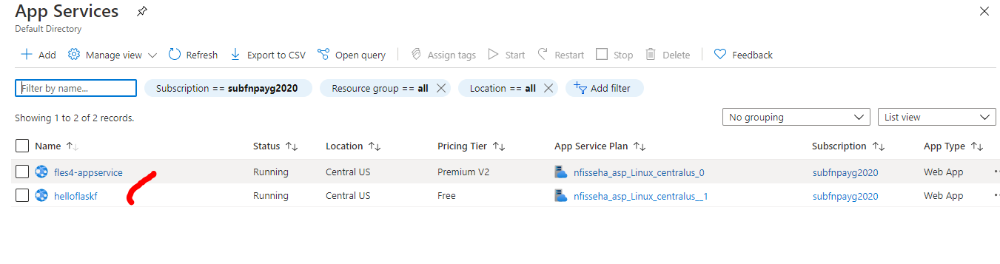 App Services
Default Directory
Add Manage view Refresh Export to CSV Open query Assign tags Start Restart Stop Delete Feedback
Filter by name... Subscription == subfnpayg2020 Resource group == all Location == all Add filter
Showing 1 to 2 of 2 records. No grouping List view
Name Status Location Pricing Tier App Service Plan Subscription App Type
fles4-appservice Running Central US Premium V2 nfisseha_asp_Linux_centralus_0 subfnpayg2020 Web App
helloflaskf Running Central US Free nfisseha_asp_Linux_centralus__1 subfnpayg2020 Web App